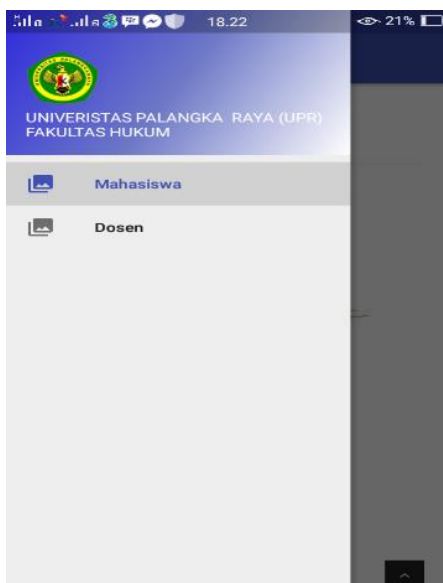 18.22
21%
UNIVERISTAS PALANGKA RAYA (UPR)
FAKULTAS HUKUM
Mahasiswa
Dosen